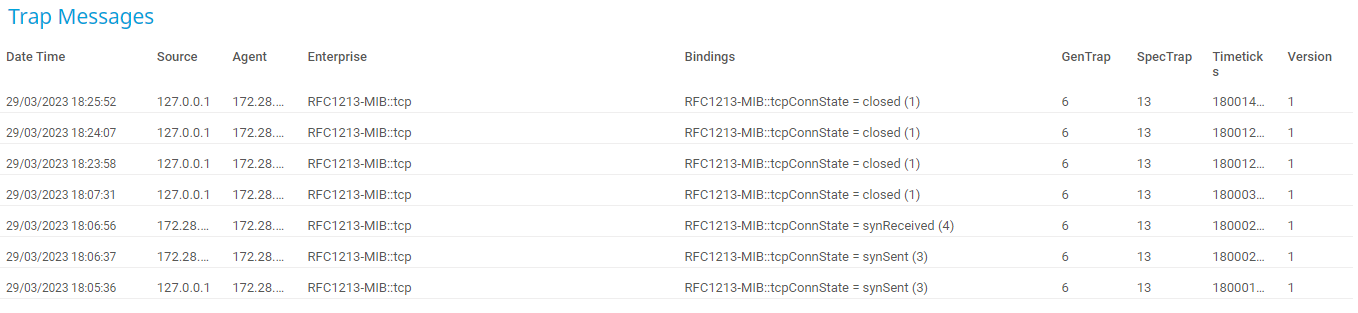 Trap Messages
Date Time Source Agent Enterprise Bindings GenTrap SpecTrap Timetick
s Version
29/03/2023 18:25:52 127.0.0.1 172.28.... RFC1213-MIB::tcp RFC1213-MIB::tcpConnState = closed (1) 6 13 180014... 1
29/03/2023 18:24:07 127.0.0.1 172.28.... RFC1213-MIB::tcp RFC1213-MIB::tcpConnState = closed (1) 6 13 180012... 1
29/03/2023 18:23:58 127.0.0.1 172.28.... RFC1213-MIB::tcp RFC1213-MIB::tcpConnState = closed (1) 6 13 180012... 1
29/03/2023 18:07:31 127.0.0.1 172.28.... RFC1213-MIB::tcp RFC1213-MIB::tcpConnState = closed (1) 6 13 180003... 1
29/03/2023 18:06:56 172.28.... 172.28.... RFC1213-MIB::tcp RFC1213-MIB::tcpConnState = synReceived (4) 6 13 180002... 1
29/03/2023 18:06:37 172.28.... 172.28.... RFC1213-MIB::tcp RFC1213-MIB::tcpConnState = synSent (3) 6 13 180002... 1
29/03/2023 18:05:36 127.0.0.1 172.28.... RFC1213-MIB::tcp RFC1213-MIB::tcpConnState = synSent (3) 6 13 180001... 1